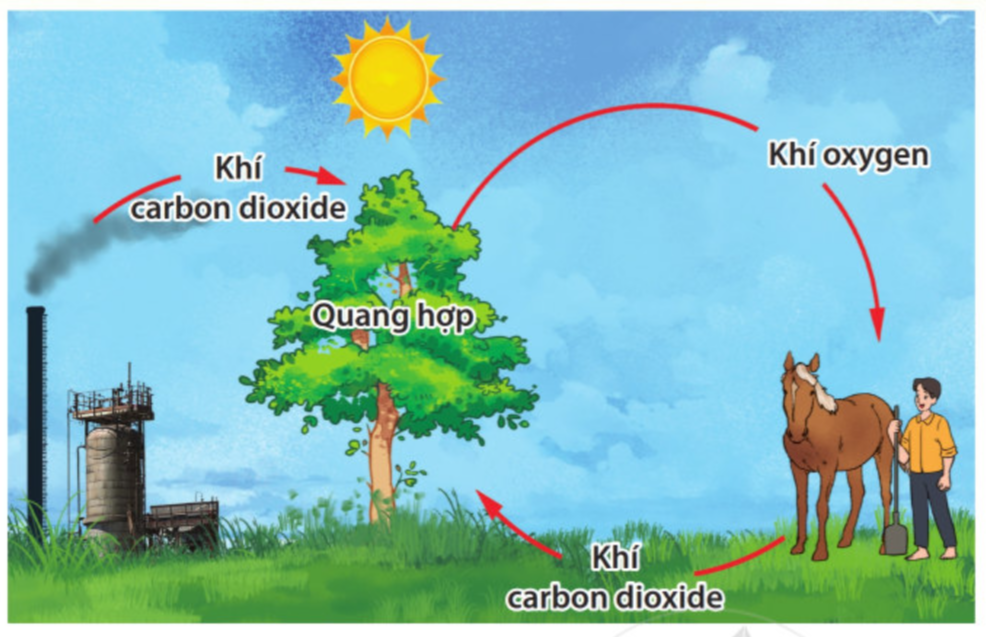 Khí
carbon dioxide
Khí oxygen
Quang hợp
Khí
carbon dioxide